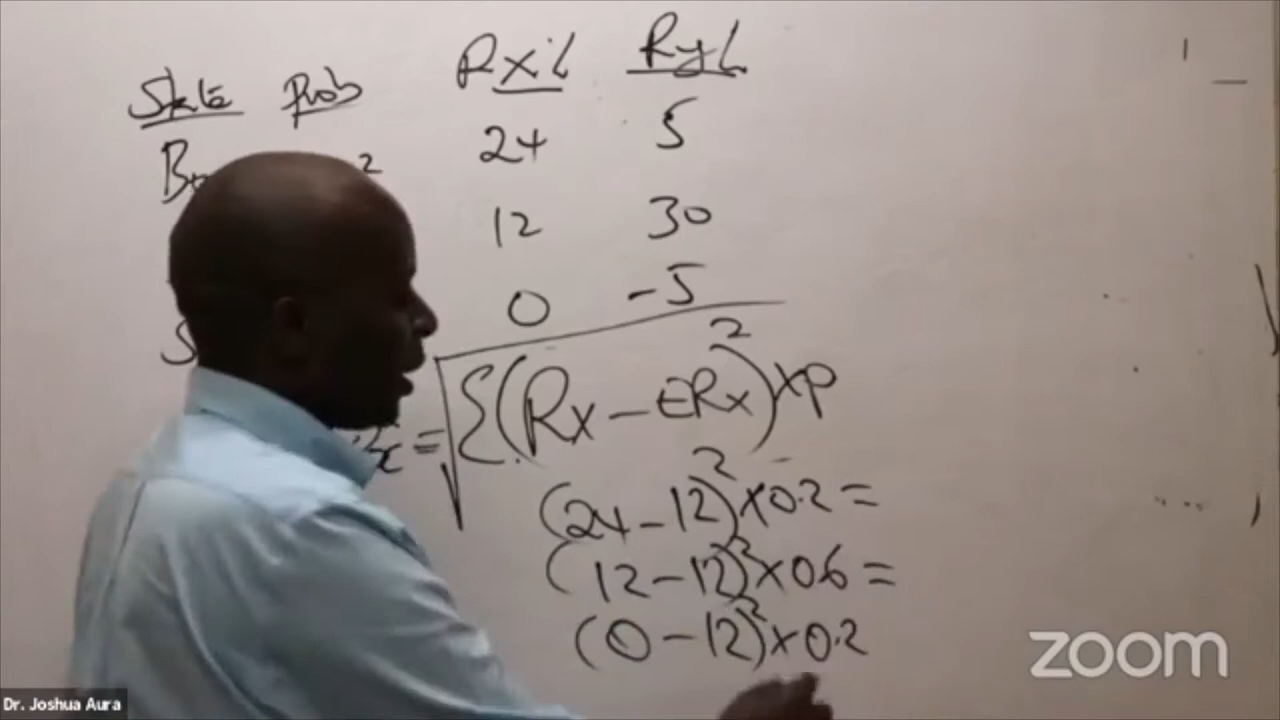 State Prob Rxi Ryi
2 24 5
12 30
0 -5
= √Σ(Rx - ERx)² x p
(24 - 12)² x 0.2 =
(12 - 12)² x 0.6 =
(0 - 12)² x 0.2
zoom
Dr. Joshua Aura